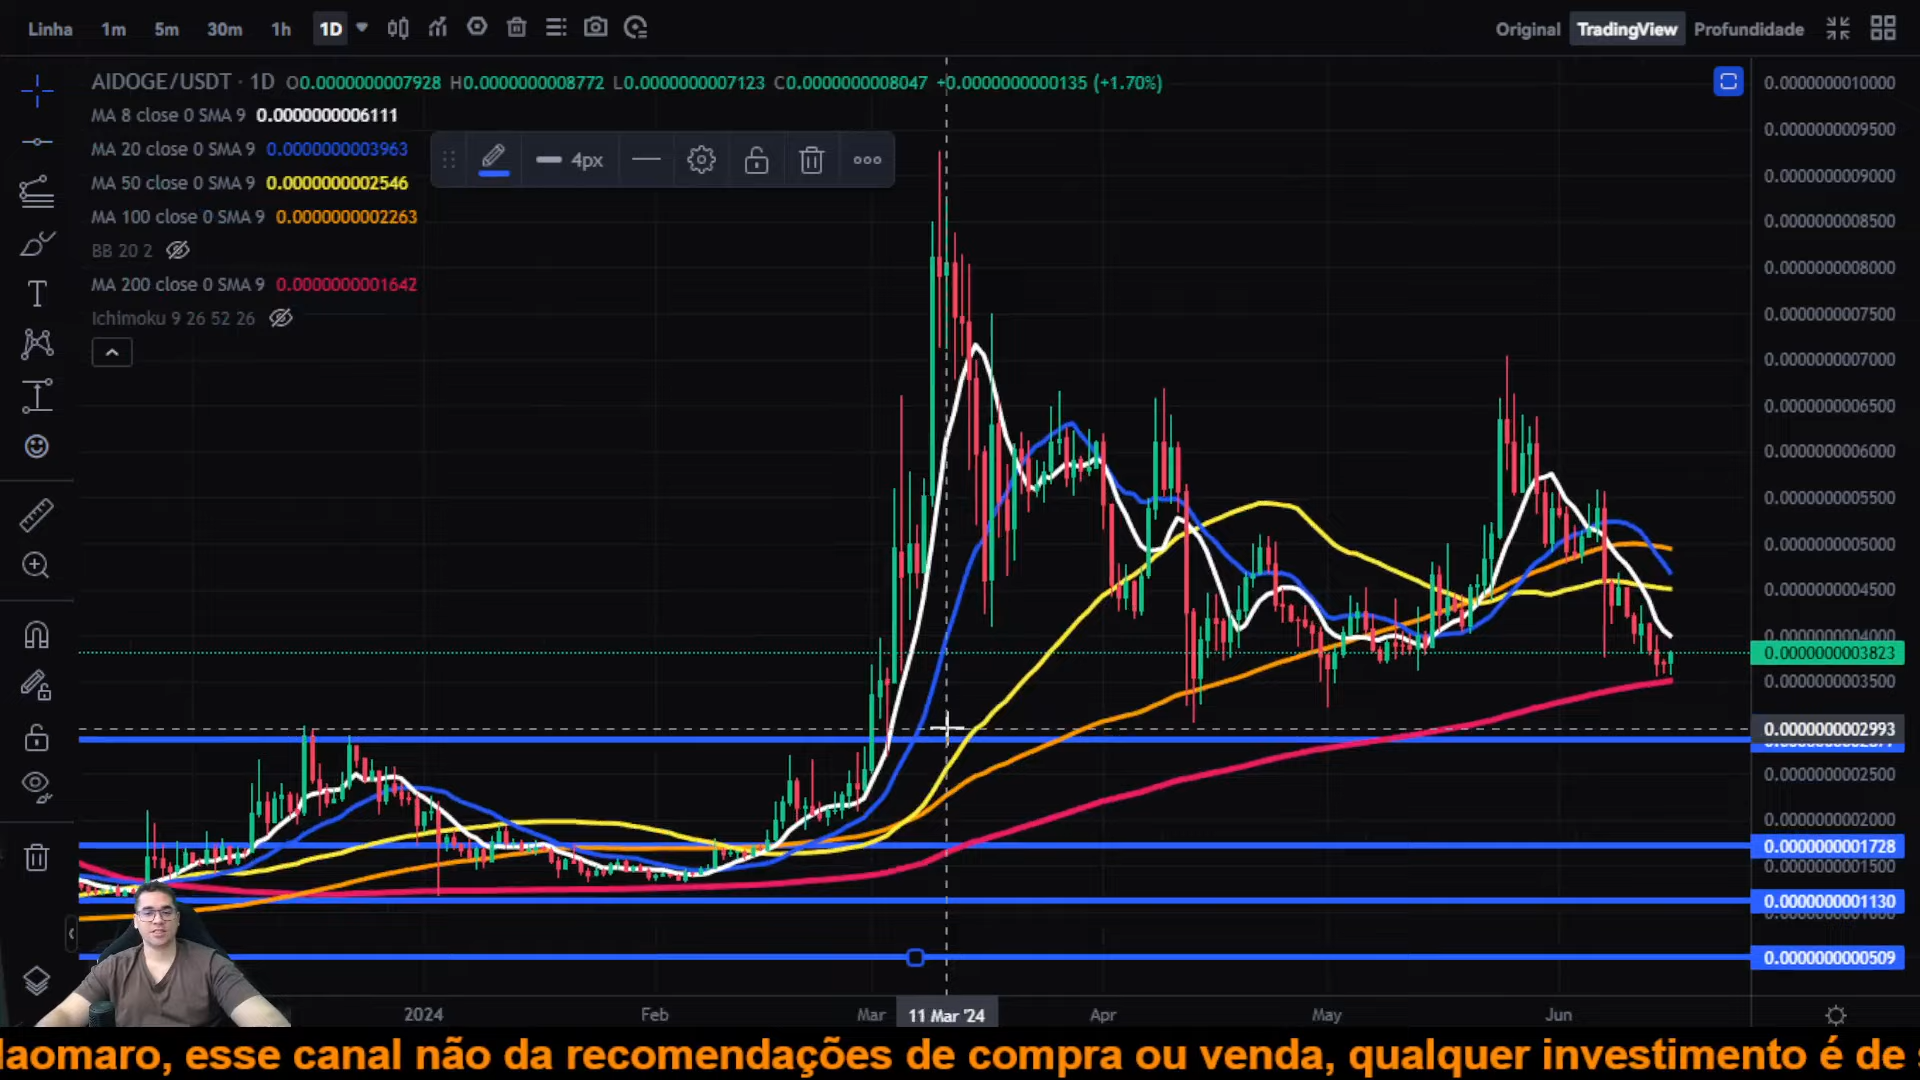 Linha 1m 5m 30m 1h 1D Original TradingView Profundidade
AIDOGE/USDT · 1D O0.0000000007928 H0.0000000008772 L0.0000000007123 C0.0000000008047 +0.0000000000135 (+1.70%)
MA 8 close 0 SMA 9 0.0000000006111
MA 20 close 0 SMA 9 0.0000000003963
4px
MA 50 close 0 SMA 9 0.0000000002546
MA 100 close 0 SMA 9 0.0000000002263
BB 20 2
MA 200 close 0 SMA 9 0.0000000001642
Ichimoku 9 26 52 26
0.0000000010000
0.0000000009500
0.0000000009000
0.0000000008500
0.0000000008000
0.0000000007500
0.0000000007000
0.0000000006500
0.0000000006000
0.0000000005500
0.0000000005000
0.0000000004500
0.0000000004000
0.0000000003823
0.0000000003500
0.0000000002993
0.0000000002500
0.0000000002000
0.0000000001728
0.0000000001500
0.0000000001130
0.0000000000509
2024 Feb Mar 11 Mar '24 Apr May Jun
laomaro, esse canal não da recomendações de compra ou venda, qualquer investimento é de